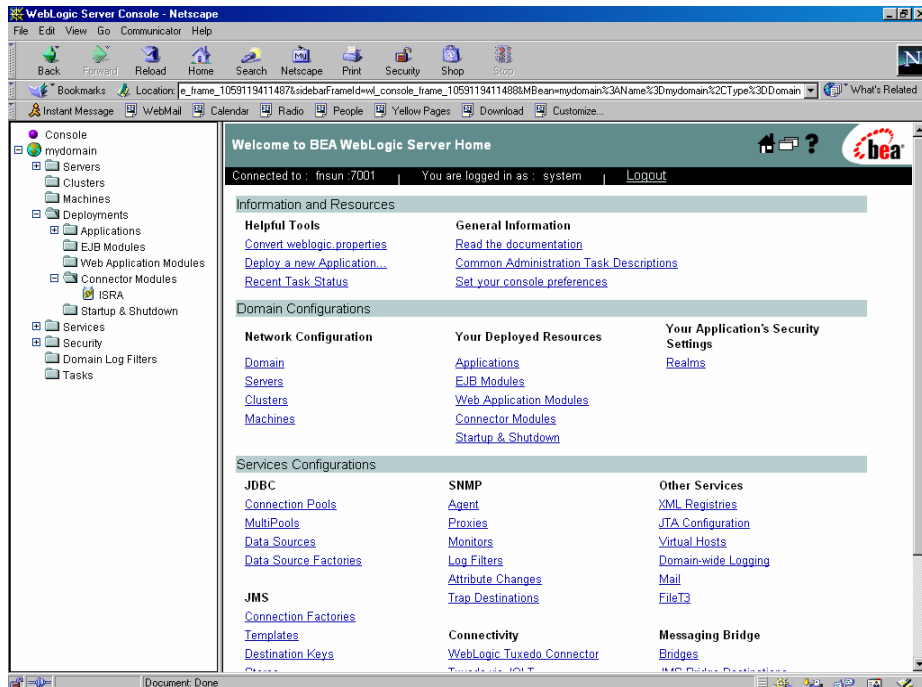 WebLogic Server Console - Netscape
File Edit View Go Communicator Help
Back Forward Reload Home Search Netscape Print Security Shop Stop
Bookmarks Location: e_frame_1059119411487&sidebarFrameId=wl_console_frame_1059119411488&MBean=mydomain%3AName%3Dmydomain%2CType%3DDomain What's Related
Instant Message WebMail Calendar Radio People Yellow Pages Download Customize...
Console
mydomain
Servers
Clusters
Machines
Deployments
Applications
EJB Modules
Web Application Modules
Connector Modules
ISRA
Startup & Shutdown
Services
Security
Domain Log Filters
Tasks
Welcome to BEA WebLogic Server Home
bea
Connected to : fnsun :7001 You are logged in as : system Logout
Information and Resources
Helpful Tools General Information
Convert weblogic.properties Read the documentation
Deploy a new Application... Common Administration Task Descriptions
Recent Task Status Set your console preferences
Domain Configurations
Network Configuration Your Deployed Resources Your Application's Security Settings
Domain Applications Realms
Servers EJB Modules
Clusters Web Application Modules
Machines Connector Modules
Startup & Shutdown
Services Configurations
JDBC SNMP Other Services
Connection Pools Agent XML Registries
MultiPools Proxies JTA Configuration
Data Sources Monitors Virtual Hosts
Data Source Factories Log Filters Domain-wide Logging
Attribute Changes Mail
JMS Trap Destinations FileT3
Connection Factories
Templates Connectivity Messaging Bridge
Destination Keys WebLogic Tuxedo Connector Bridges
Document: Done